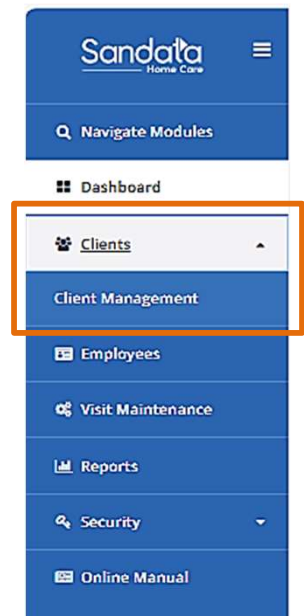 Sandata
Home Care
Navigate Modules
Dashboard
Clients
Client Management
Employees
Visit Maintenance
Reports
Security
Online Manual